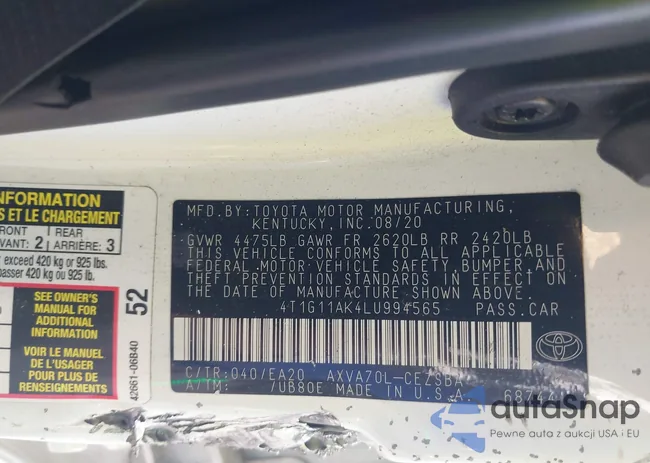 INFORMATION
S ET LE CHARGEMENT
FRONT REAR
AVANT: 2 ARRIÈRE: 3
exceed 420 kg or 925 lbs.
passer 420 kg ou 925 lb.
SEE OWNER'S
MANUAL FOR
ADDITIONAL
INFORMATION
VOIR LE MANUEL
DE L'USAGER
POUR PLUS DE
RENSEIGNEMENTS
52
42661-06B40
MFD.BY:TOYOTA MOTOR MANUFACTURING,
KENTUCKY, INC.08/20
GVWR 4475LB GAWR FR 2620LB RR 2420LB
THIS VEHICLE CONFORMS TO ALL APPLICABLE
FEDERAL MOTOR VEHICLE SAFETY,BUMPER,AND
THEFT PREVENTION STANDARDS IN EFFECT ON
THE DATE OF MANUFACTURE SHOWN ABOVE.
4T1G11AK4LU994565 PASS.CAR
C/TR:040/EA20 AXVA70L-CEZSBA
A/TM: /UB80E MADE IN U.S.A.
TOYOTA
autoSnap
Pewne auta z aukcji USA i EU